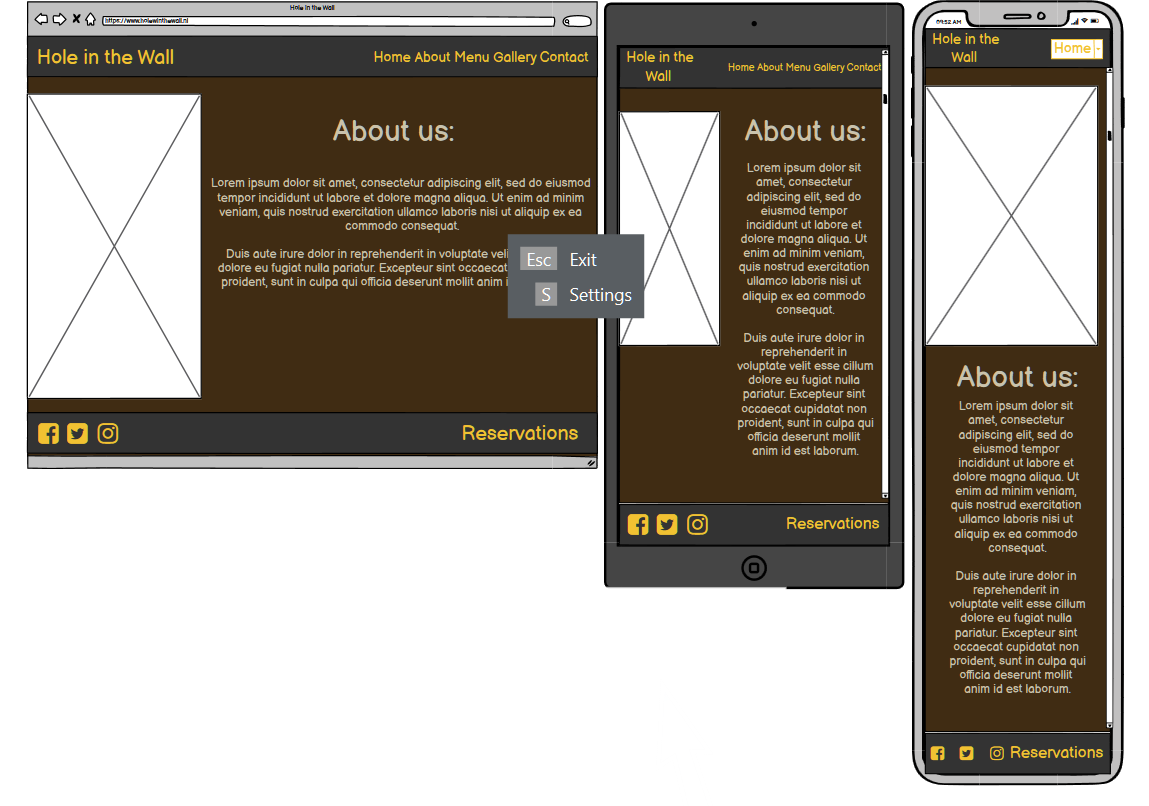 Hole in the Wall
https://www.holewinthewall.nl
Hole in the Wall
Home About Menu Gallery Contact
About us:
Lorem ipsum dolor sit amet, consectetur adipiscing elit, sed do eiusmod
tempor incididunt ut labore et dolore magna aliqua. Ut enim ad minim
veniam, quis nostrud exercitation ullamco laboris nisi ut aliquip ex ea
commodo consequat.
Duis aute irure dolor in reprehenderit in voluptate veli
dolore eu fugiat nulla pariatur. Excepteur sint occaecat
proident, sunt in culpa qui officia deserunt mollit anim i
Reservations
Esc Exit
S Settings
Hole in the
Wall
Home About Menu Gallery Contact
About us:
Lorem ipsum dolor sit
amet, consectetur
adipiscing elit, sed do
eiusmod tempor
incididunt ut labore et
dolore magna aliqua. Ut
enim ad minim veniam,
quis nostrud exercitation
ullamco laboris nisi ut
aliquip ex ea commodo
consequat.
Duis aute irure dolor in
reprehenderit in
voluptate velit esse cillum
dolore eu fugiat nulla
pariatur. Excepteur sint
occaecat cupidatat non
proident, sunt in culpa qui
officia deserunt mollit
anim id est laborum.
Reservations
09:52 AM
Hole in the
Wall
Home
About us:
Lorem ipsum dolor sit
amet, consectetur
adipiscing elit, sed do
eiusmod tempor
incididunt ut labore et
dolore magna aliqua. Ut
enim ad minim veniam,
quis nostrud exercitation
ullamco laboris nisi ut
aliquip ex ea commodo
consequat.
Duis aute irure dolor in
reprehenderit in
voluptate velit esse cillum
dolore eu fugiat nulla
pariatur. Excepteur sint
occaecat cupidatat non
proident, sunt in culpa qui
officia deserunt mollit
anim id est laborum.
Reservations